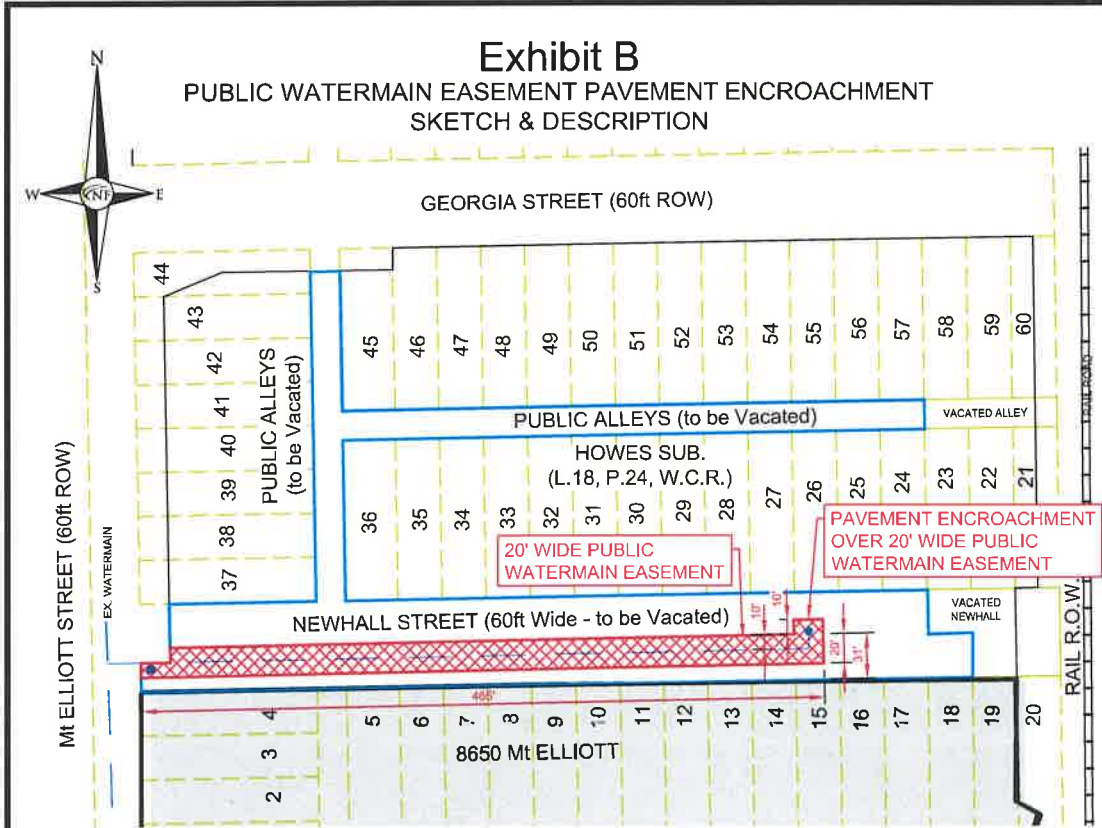 Exhibit B
PUBLIC WATERMAIN EASEMENT PAVEMENT ENCROACHMENT
SKETCH & DESCRIPTION
N
W
KNF
E
S
GEORGIA STREET (60ft ROW)
44
43
42
41
40
39
38
37
PUBLIC ALLEYS
(to be Vacated)
45
46
47
48
49
50
51
52
53
54
55
56
57
58
59
60
PUBLIC ALLEYS (to be Vacated)
VACATED ALLEY
HOWES SUB.
(L.18, P.24, W.C.R.)
36
35
34
33
32
31
30
29
28
27
26
25
24
23
22
21
RAILROAD
Mt ELLIOTT STREET (60ft ROW)
EX. WATERMAIN
20' WIDE PUBLIC
WATERMAIN EASEMENT
PAVEMENT ENCROACHMENT
OVER 20' WIDE PUBLIC
WATERMAIN EASEMENT
NEWHALL STREET (60ft Wide - to be Vacated)
VACATED
NEWHALL
RAIL R.O.W.
10'
10'
20'
31'
4
3
2
5
6
7
8
9
10
11
12
13
14
15
16
17
18
19
20
8650 Mt ELLIOTT